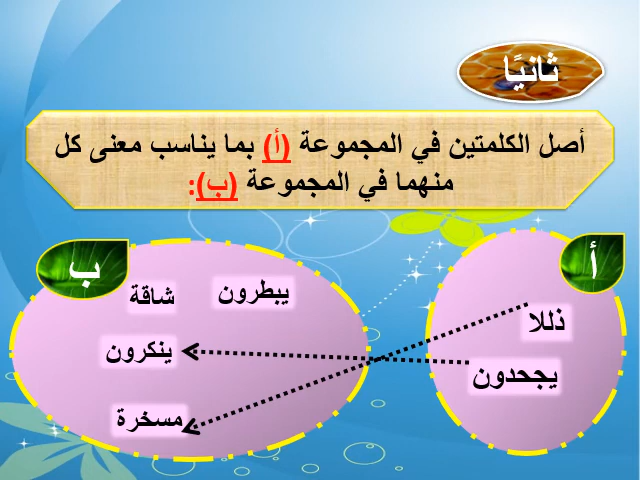 ثانيًا
أصل الكلمتين في المجموعة (أ) بما يناسب معنى كل
منهما في المجموعة (ب):
أ
ذللا
يجحدون
ب
يبطرون
شاقة
ينكرون
مسخرة